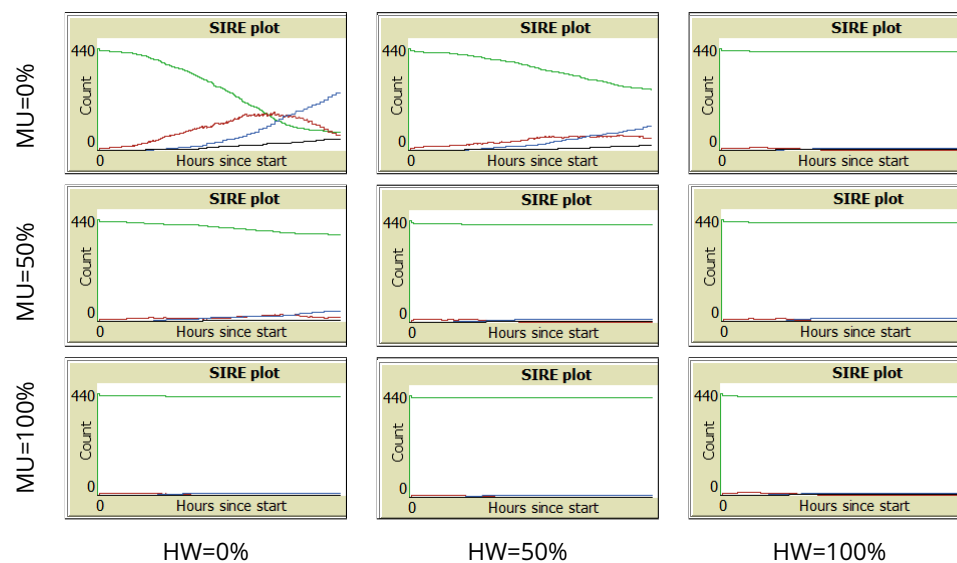 SIRE plot
SIRE plot
SIRE plot
MU=0%
440
Count
0
0
Hours since start
440
Count
0
0
Hours since start
440
Count
0
0
Hours since start
SIRE plot
SIRE plot
SIRE plot
MU=50%
440
Count
0
0
Hours since start
440
Count
0
0
Hours since start
440
Count
0
0
Hours since start
SIRE plot
SIRE plot
SIRE plot
MU=100%
440
Count
0
0
Hours since start
440
Count
0
0
Hours since start
440
Count
0
0
Hours since start
HW=0%
HW=50%
HW=100%